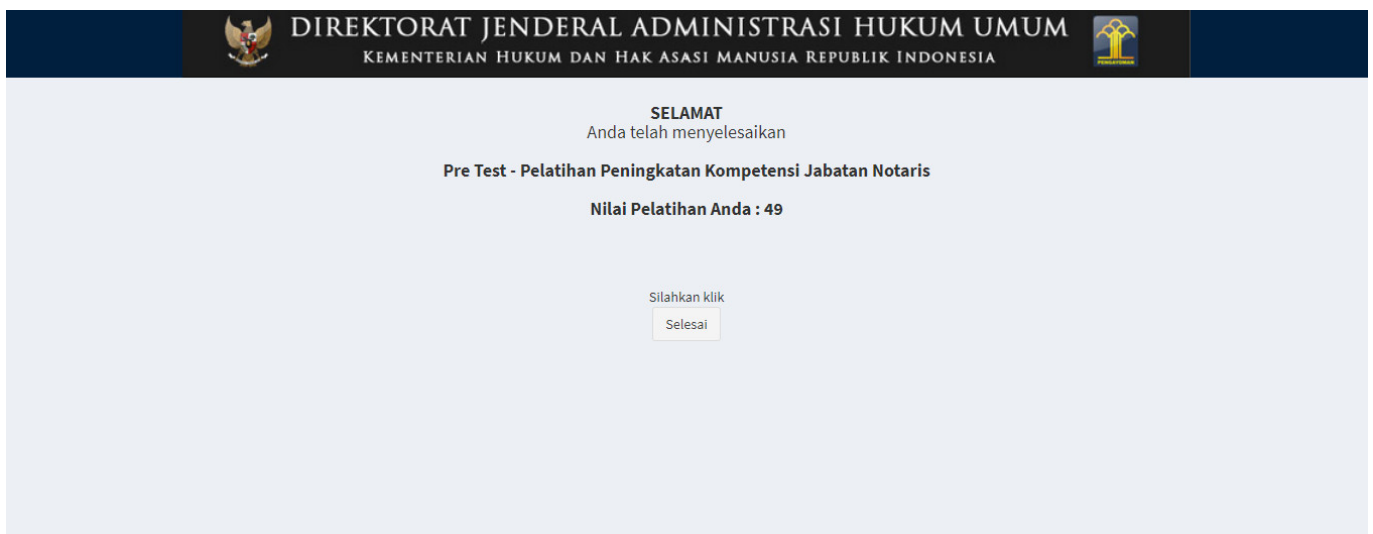 DIREKTORAT JENDERAL ADMINISTRASI HUKUM UMUM
KEMENTERIAN HUKUM DAN HAK ASASI MANUSIA REPUBLIK INDONESIA
PENGAYOMAN
SELAMAT
Anda telah menyelesaikan
Pre Test - Pelatihan Peningkatan Kompetensi Jabatan Notaris
Nilai Pelatihan Anda : 49
Silahkan klik
Selesai